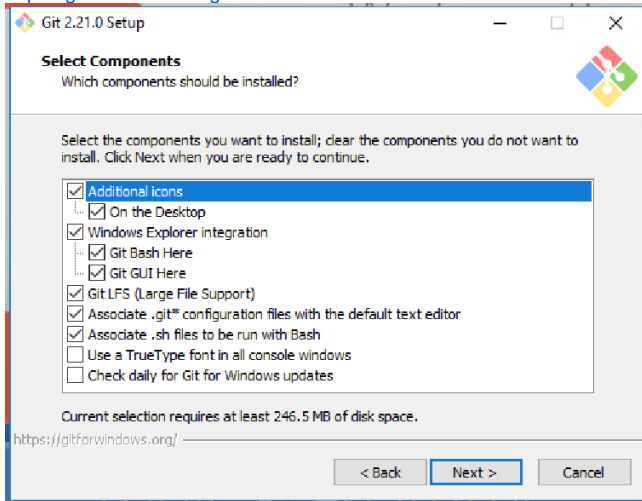 Git 2.21.0 Setup
Select Components
Which components should be installed?
Select the components you want to install; clear the components you do not want to
install. Click Next when you are ready to continue.
Additional icons
On the Desktop
Windows Explorer integration
Git Bash Here
Git GUI Here
Git LFS (Large File Support)
Associate .git* configuration files with the default text editor
Associate .sh files to be run with Bash
Use a TrueType font in all console windows
Check daily for Git for Windows updates
Current selection requires at least 246.5 MB of disk space.
https://gitforwindows.org/
< Back
Next >
Cancel